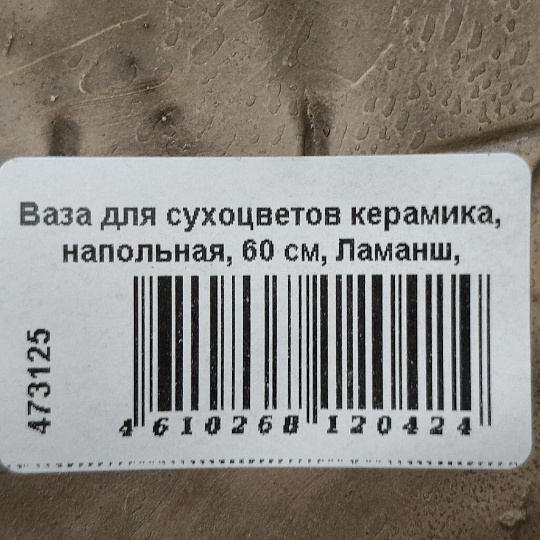 Ваза для сухоцветов керамика,
напольная, 60 см, Ламанш,
473125
4 610268 120424